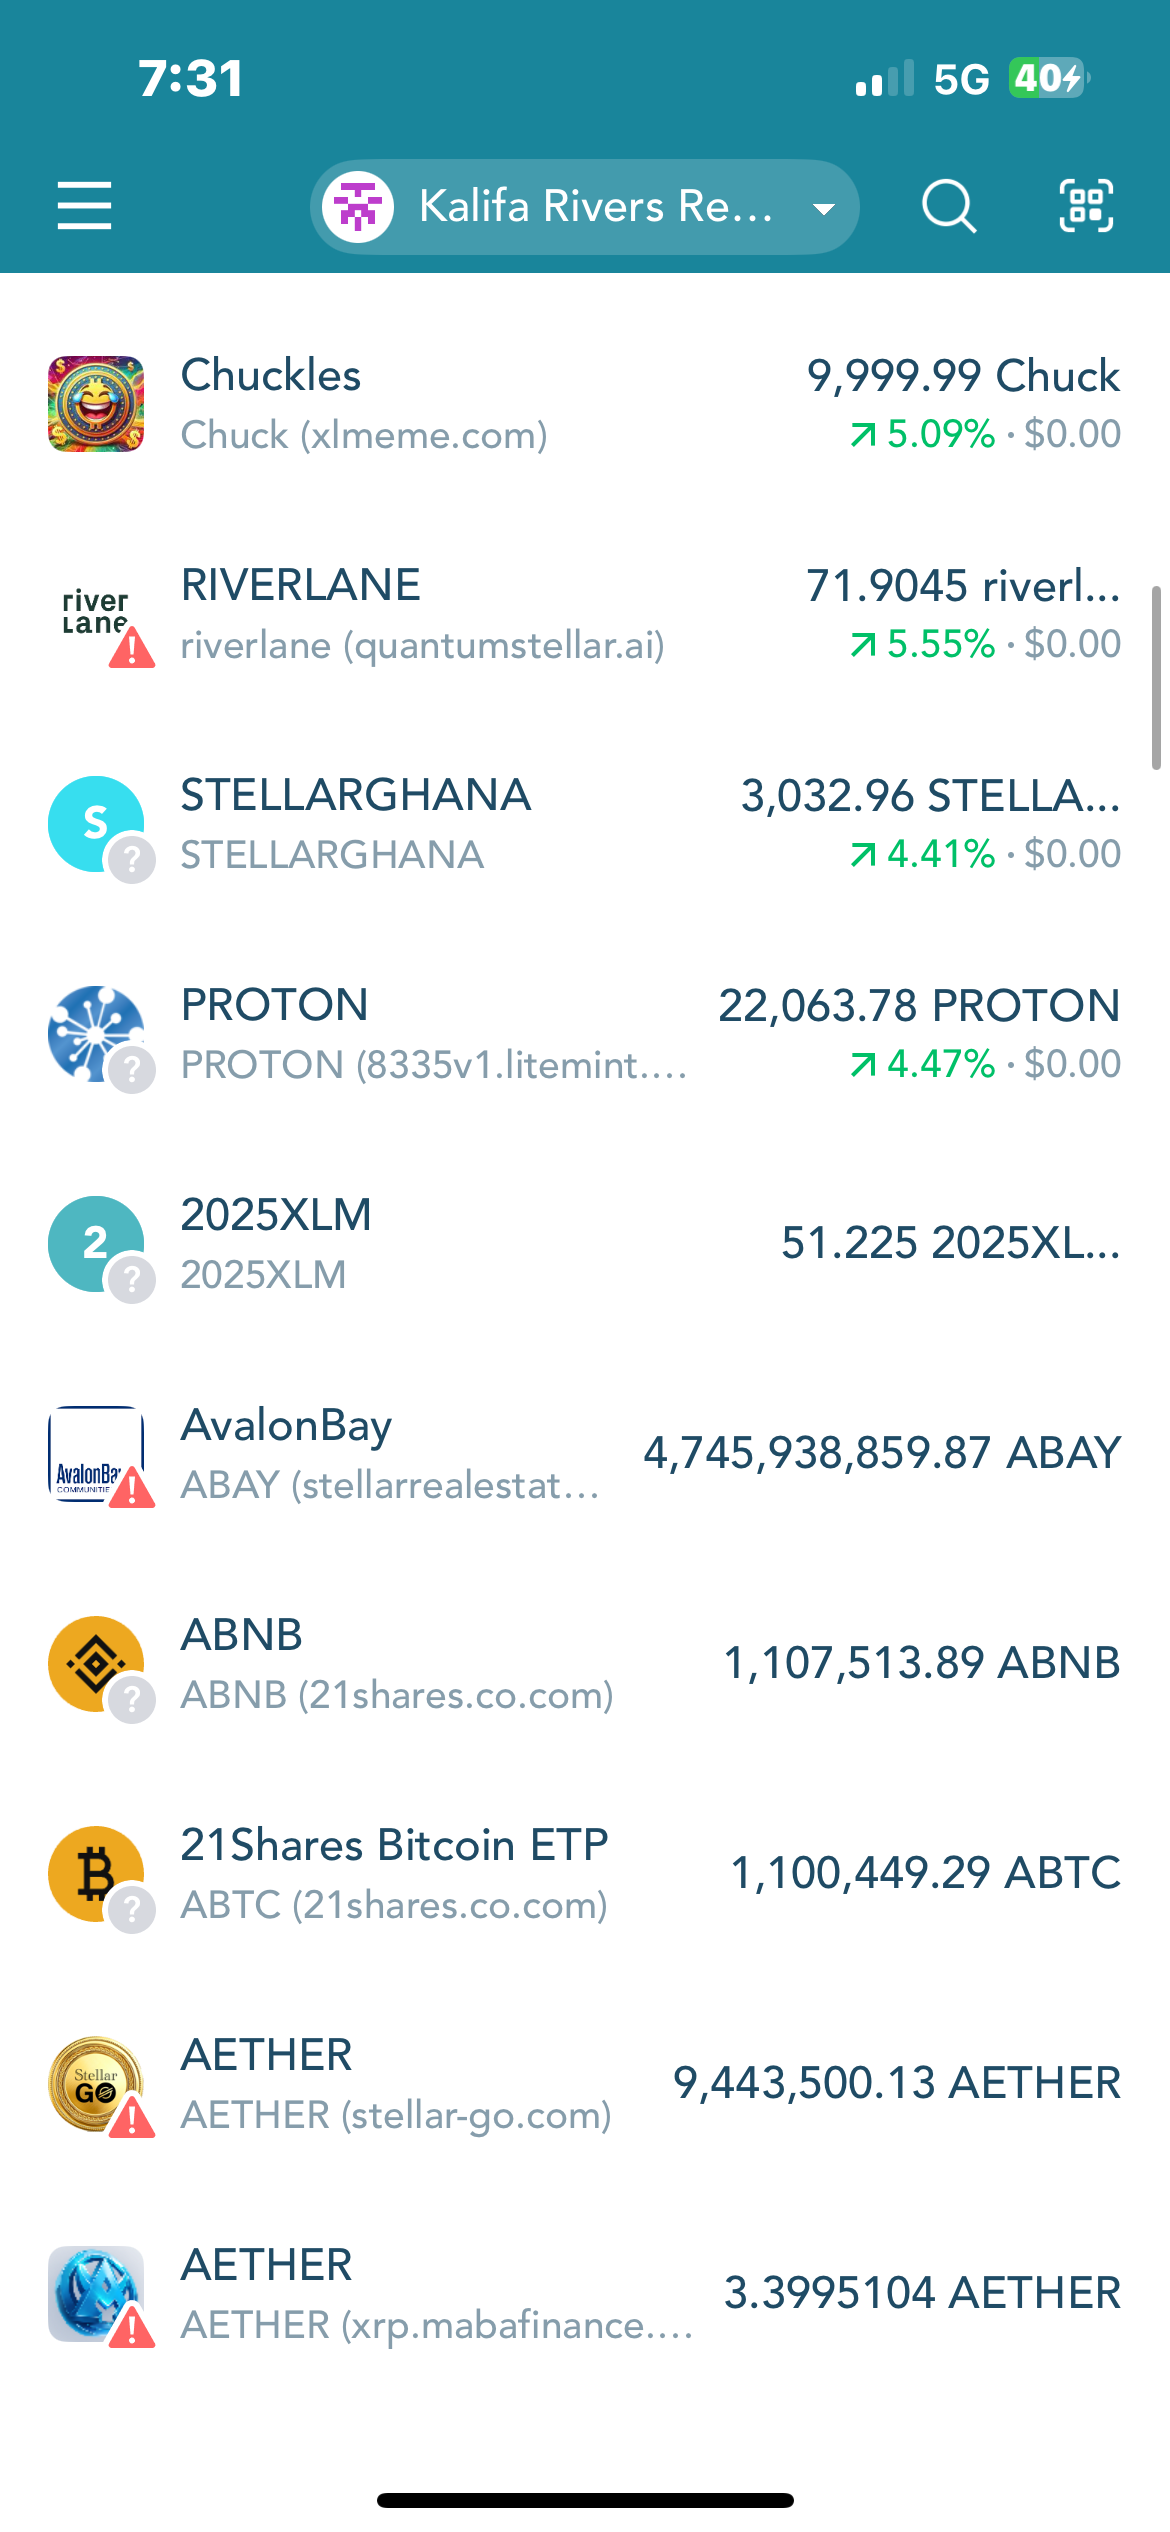 7:31
5G 40
Kalifa Rivers Re...
Chuckles
9,999.99 Chuck
Chuck (xlmeme.com)
5.09% · $0.00
river
Lane
RIVERLANE
71.9045 riverl...
riverlane (quantumstellar.ai)
5.55% · $0.00
S
?
STELLARGHANA
3,032.96 STELLA...
STELLARGHANA
4.41% · $0.00
?
PROTON
22,063.78 PROTON
PROTON (8335v1.litemint....
4.47% · $0.00
2
?
2025XLM
51.225 2025XL...
2025XLM
AvalonBa
COMMUNITIE
AvalonBay
4,745,938,859.87 ABAY
ABAY (stellarrealestat...
?
ABNB
1,107,513.89 ABNB
ABNB (21shares.co.com)
?
21Shares Bitcoin ETP
1,100,449.29 ABTC
ABTC (21shares.co.com)
Stellar
GO
AETHER
9,443,500.13 AETHER
AETHER (stellar-go.com)
AETHER
3.3995104 AETHER
AETHER (xrp.mabafinance....